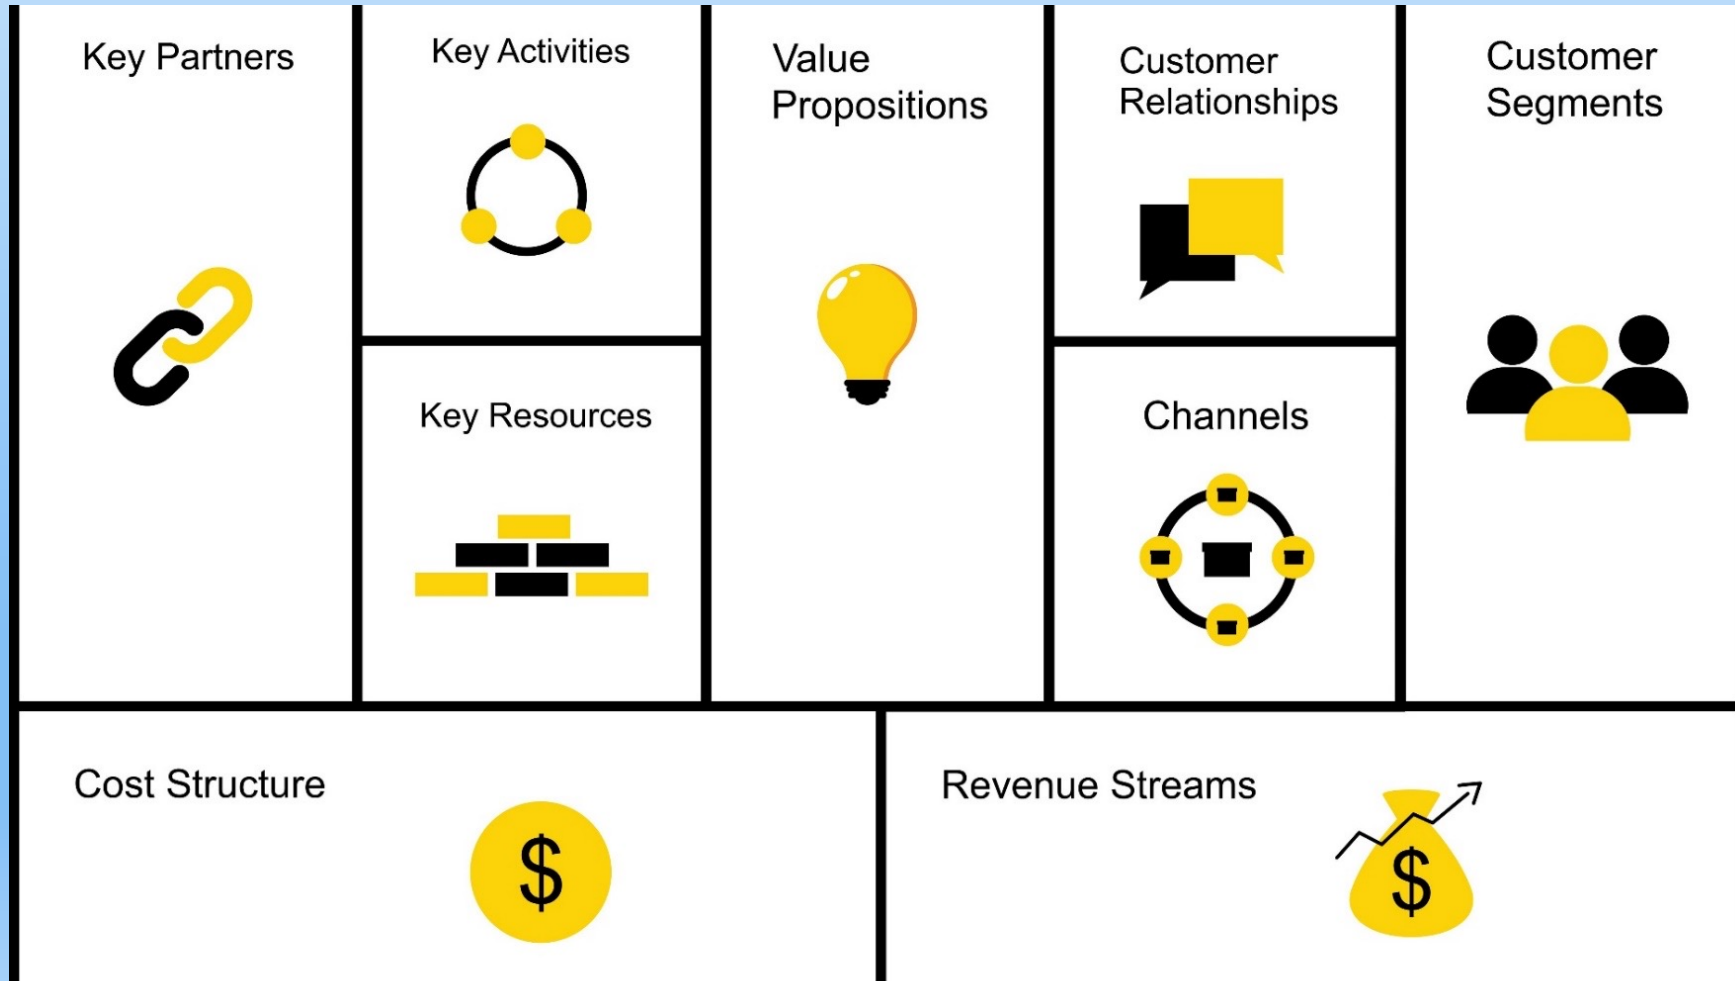 Key Partners
Key Activities
Value
Propositions
Customer
Relationships
Customer
Segments
Key Resources
Channels
Cost Structure
$
Revenue Streams
$